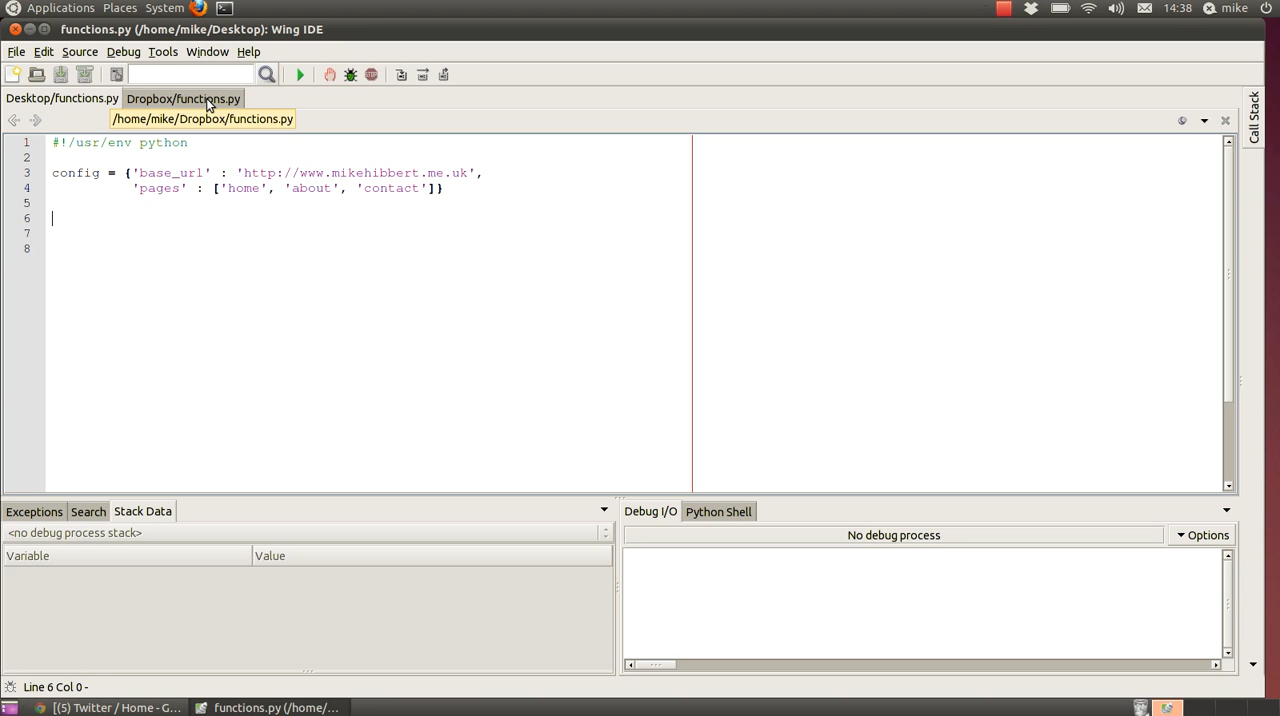 Applications Places System 14:38 mike
functions.py (/home/mike/Desktop): Wing IDE
File Edit Source Debug Tools Window Help
Desktop/functions.py Dropbox/functions.py
/home/mike/Dropbox/functions.py
Call Stack
1 #!/usr/env python
2
3 config = {'base_url' : 'http://www.mikehibbert.me.uk',
4 'pages' : ['home', 'about', 'contact']}
5
6
7
8
Exceptions Search Stack Data
Debug I/O Python Shell
<no debug process stack>
No debug process
Options
Variable Value
Line 6 Col 0 -
[(5) Twitter / Home - G... functions.py (/home/...